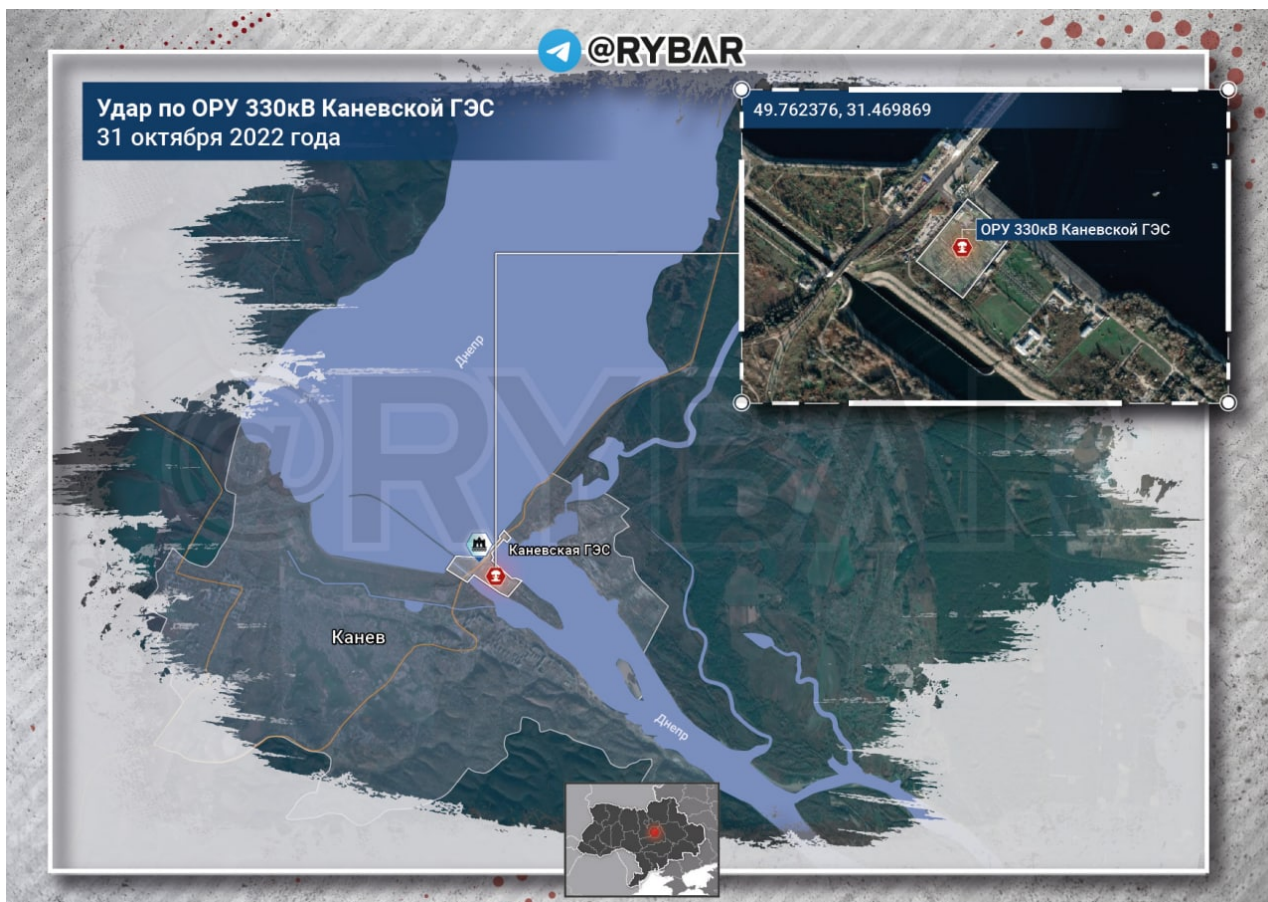 @RYBAR
Удар по ОРУ 330кВ Каневской ГЭС
31 октября 2022 года
49.762376, 31.469869
ОРУ 330кВ Каневской ГЭС
Днепр
@RYBAR
Каневская ГЭС
Канев
Днепр